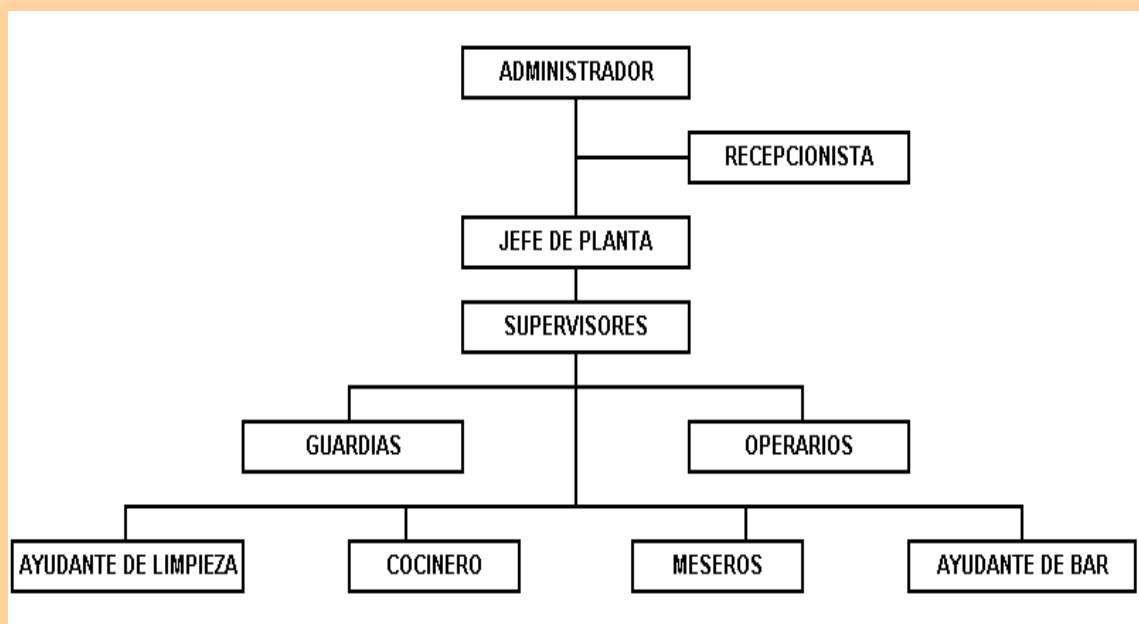 ADMINISTRADOR
RECEPCIONISTA
JEFE DE PLANTA
SUPERVISORES
GUARDIAS
OPERARIOS
AYUDANTE DE LIMPIEZA
COCINERO
MESEROS
AYUDANTE DE BAR